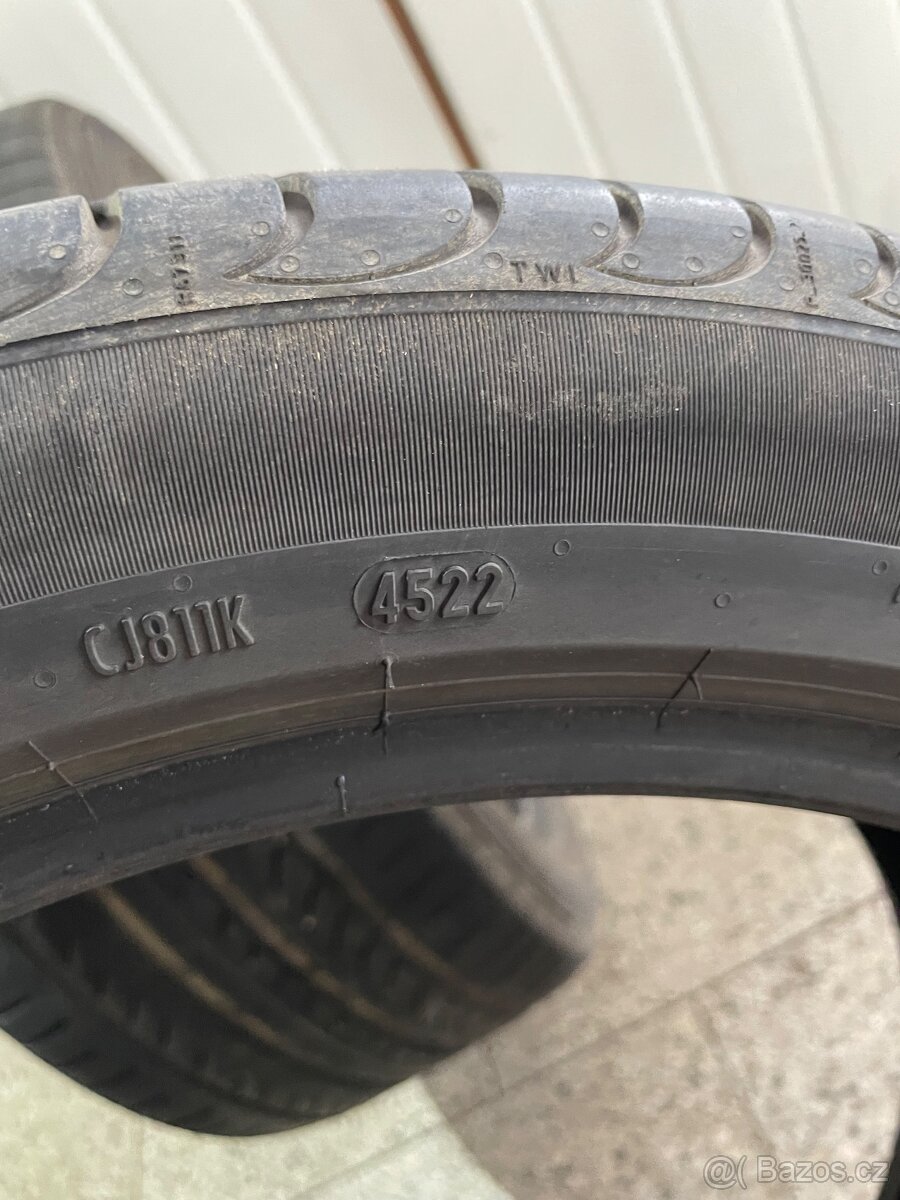 TWI
CJ811K 4522
@( Bazos.cz